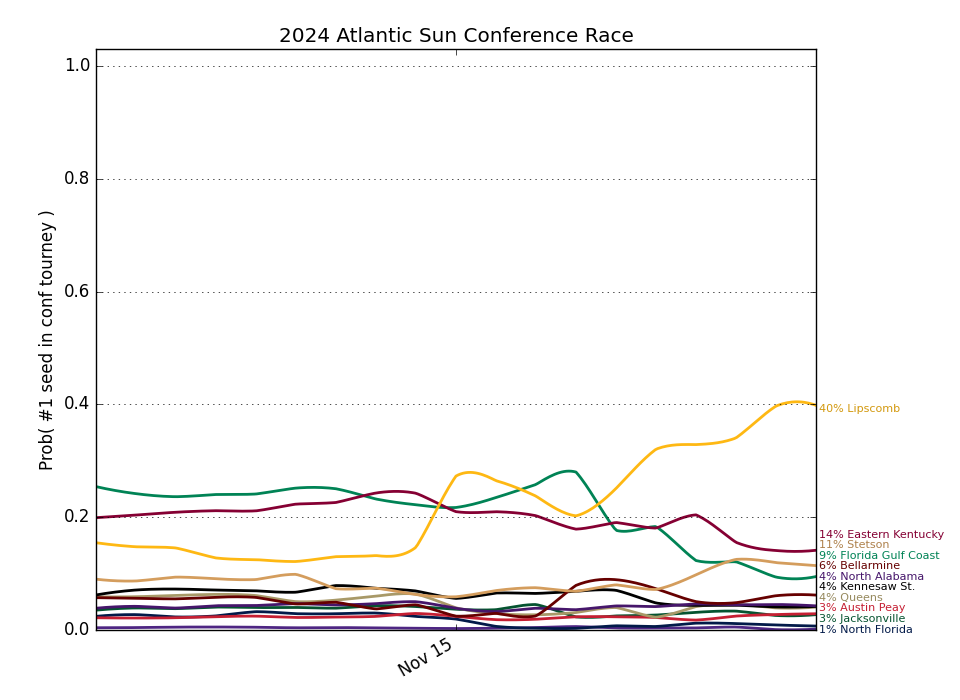 2024 Atlantic Sun Conference Race
Prob( #1 seed in conf tourney )
1.0
0.8
0.6
0.4
0.2
0.0
Nov 15
40% Lipscomb
14% Eastern Kentucky
11% Stetson
9% Florida Gulf Coast
6% Bellarmine
4% North Alabama
4% Kennesaw St.
4% Queens
3% Austin Peay
3% Jacksonville
1% North Florida